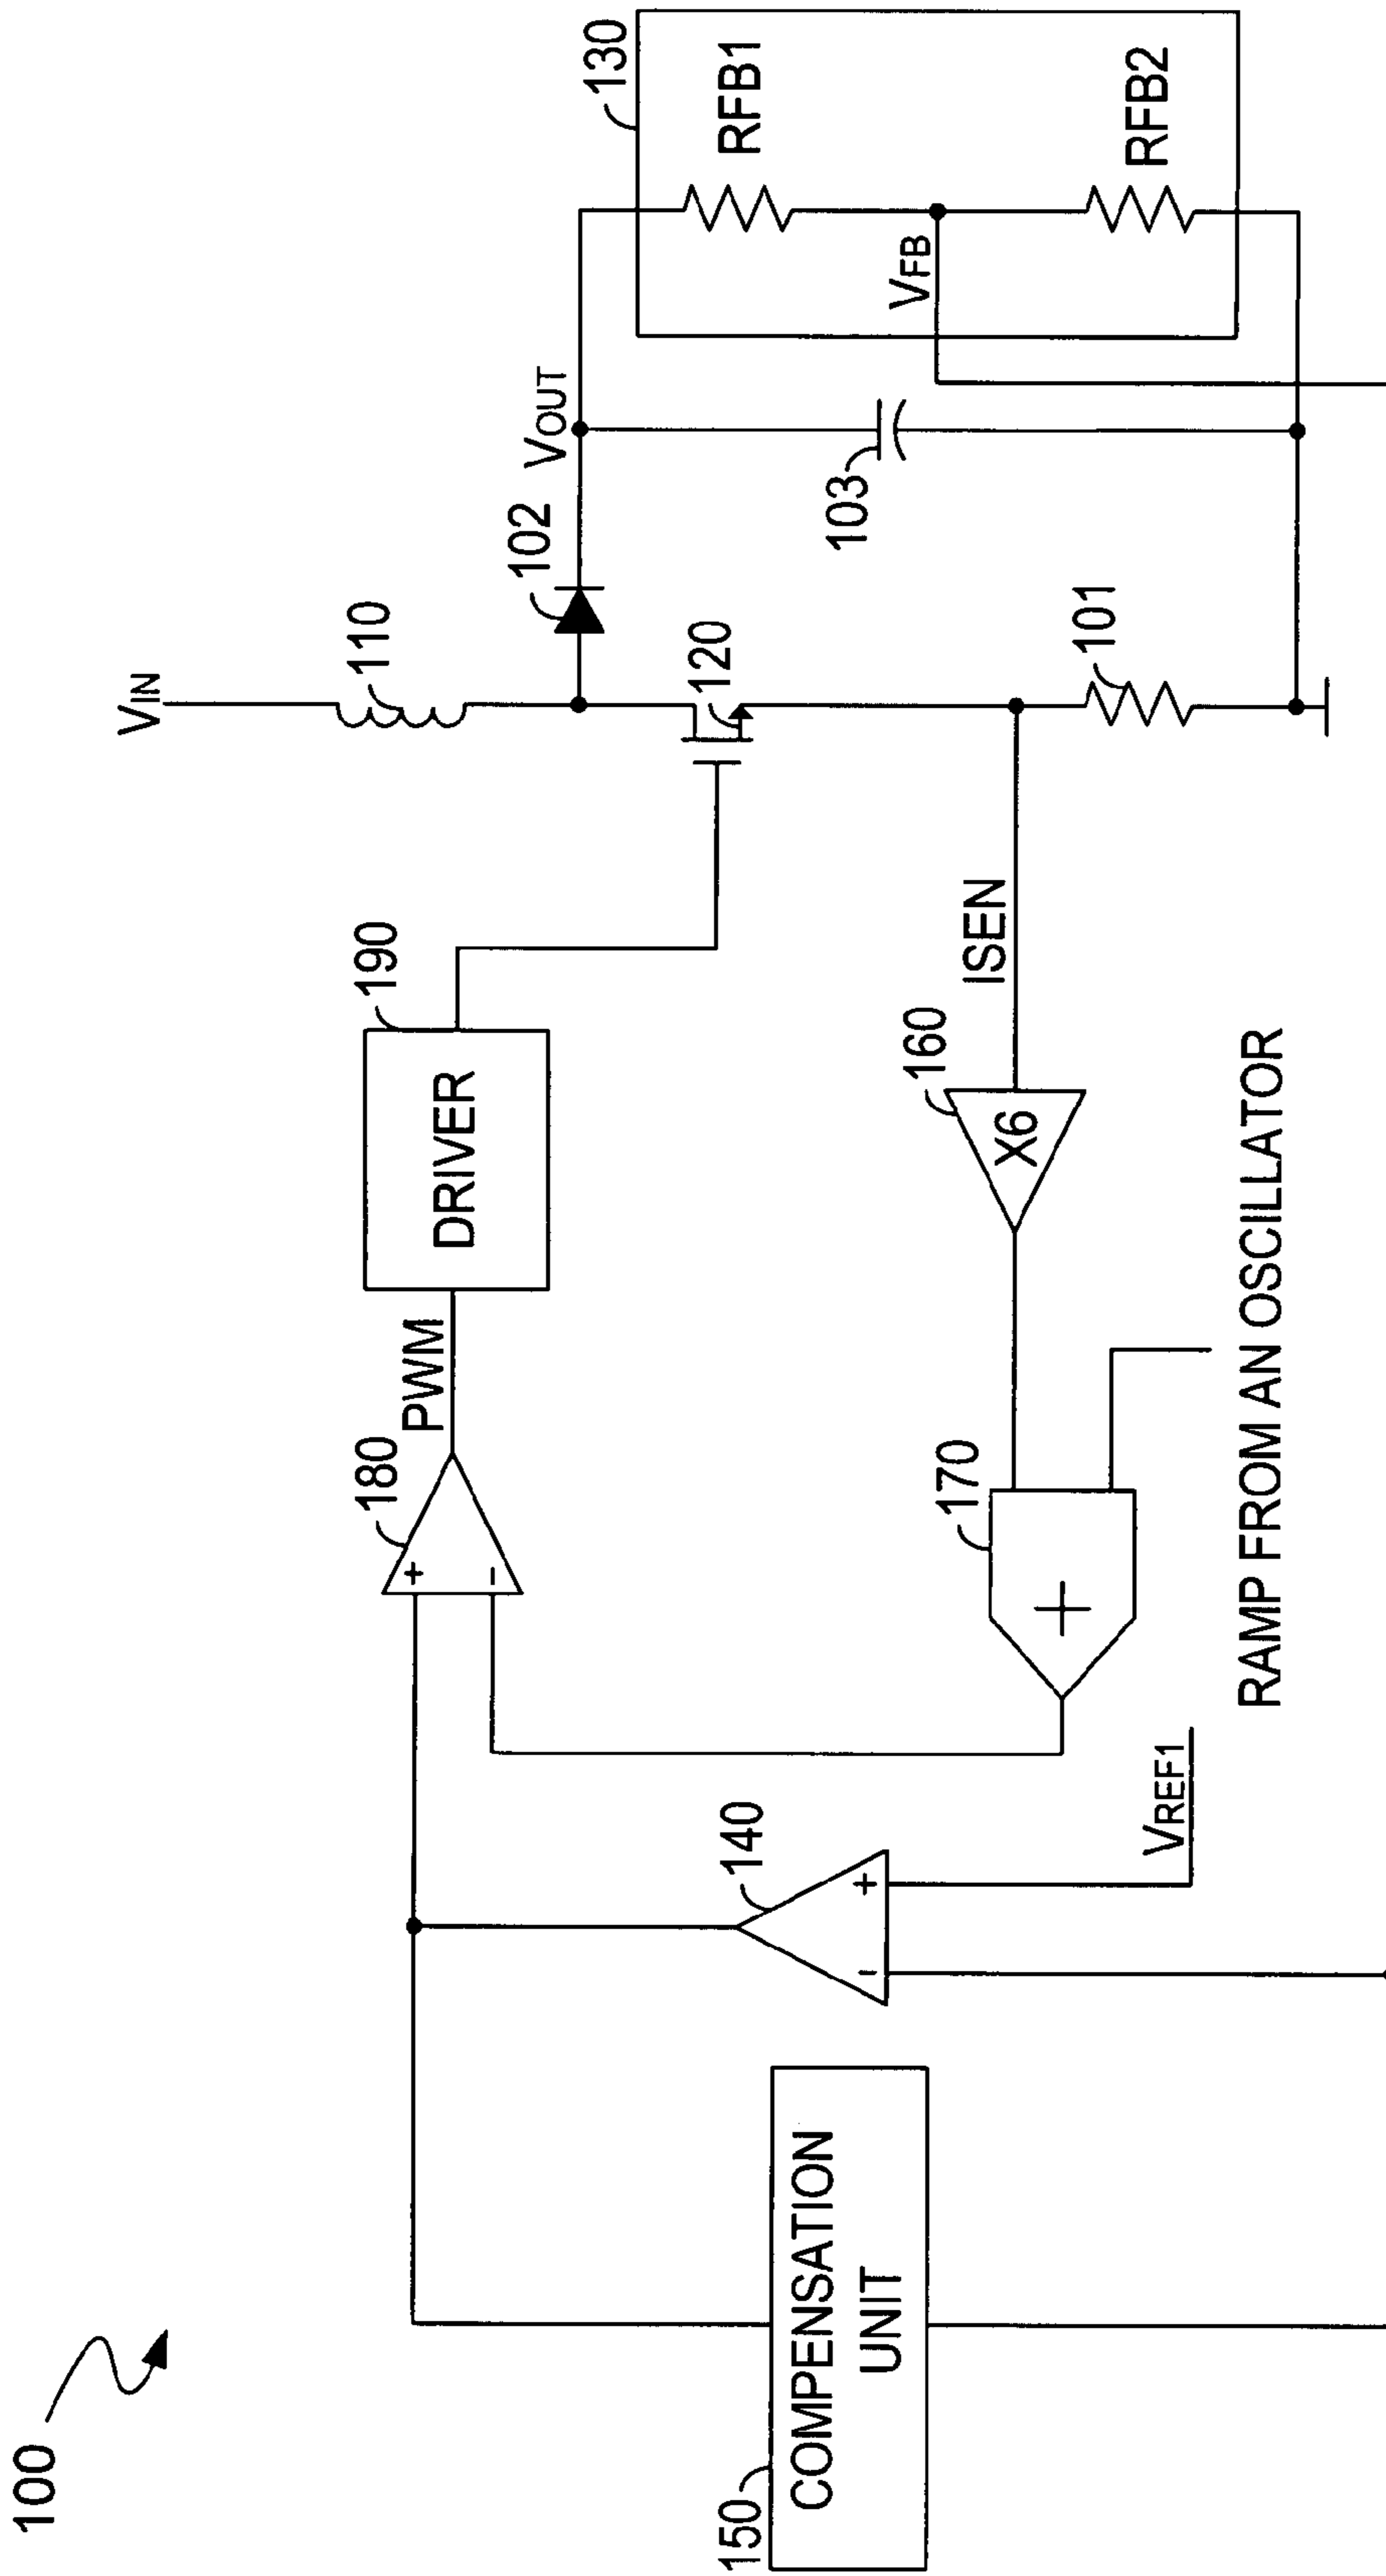 100
VIN
110
190
DRIVER
PWM
180
+
-
102
VOUT
120
130
RFB1
VFB
RFB2
103
101
ISEN
160
X6
170
+
RAMP FROM AN OSCILLATOR
140
+
-
VREF1
150
COMPENSATION
UNIT